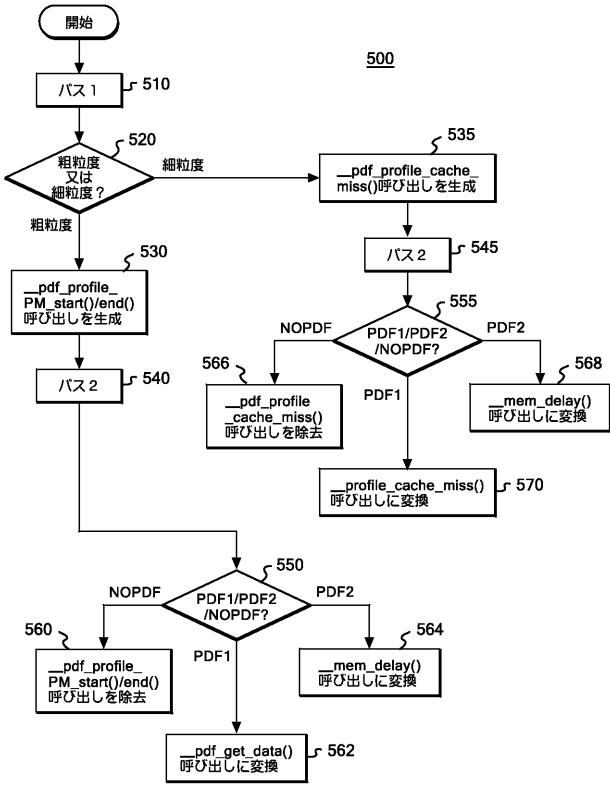 開始
500
パス1
510
520
粗粒度
又は
細粒度?
細粒度
粗粒度
535
__pdf_profile_cache_
miss()呼び出しを生成
530
__pdf_profile_
PM_start()/end()
呼び出しを生成
パス2
545
555
PDF1/PDF2
/NOPDF?
NOPDF
PDF2
PDF1
パス2
540
566
__pdf_profile
_cache_miss()
呼び出しを除去
568
__mem_delay()
呼び出しに変換
__profile_cache_miss()
呼び出しに変換
570
550
PDF1/PDF2
/NOPDF?
NOPDF
PDF2
PDF1
560
__pdf_profile_
PM_start()/end()
呼び出しを除去
564
__mem_delay()
呼び出しに変換
__pdf_get_data()
呼び出しに変換
562